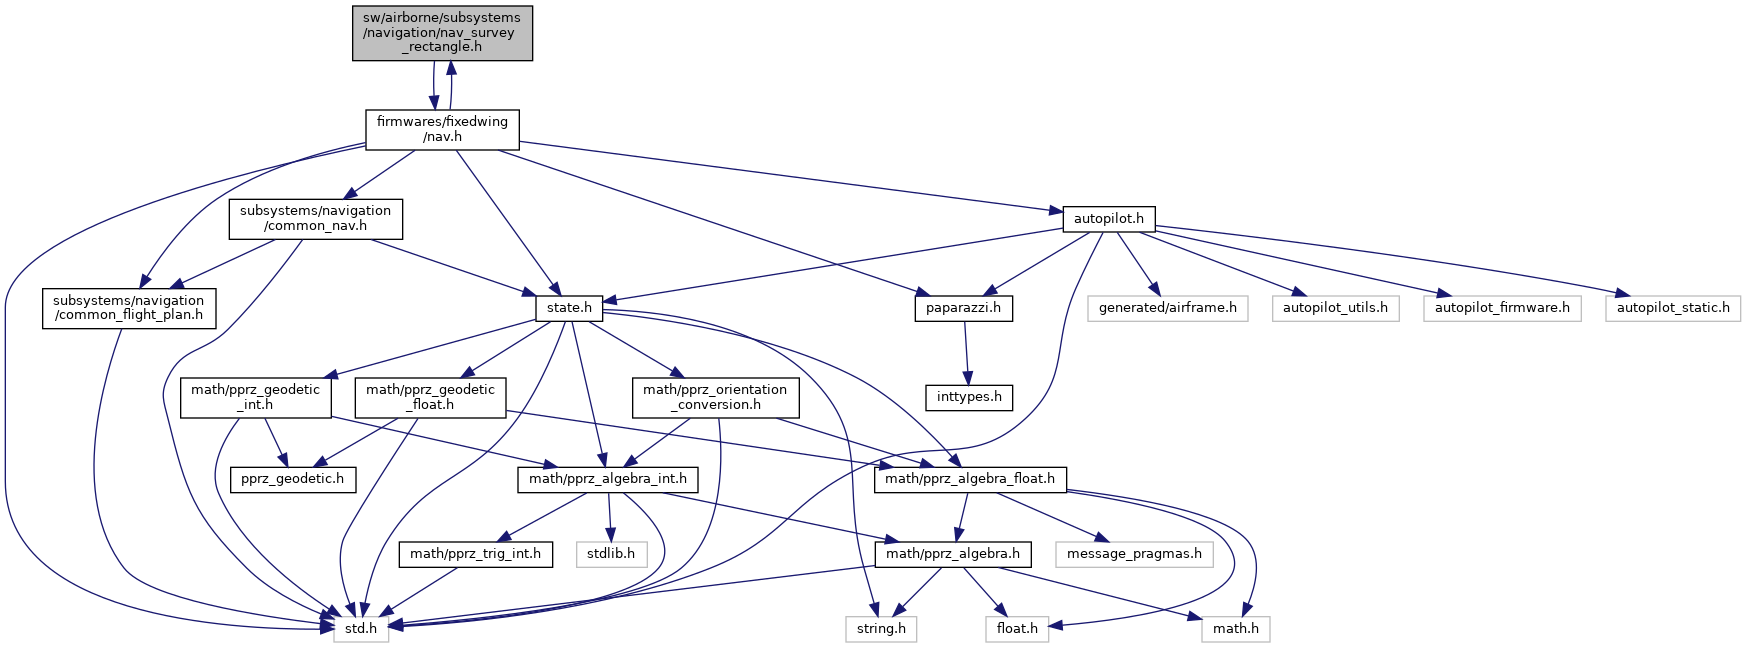 sw/airborne/subsystems
/navigation/nav_survey
_rectangle.h
firmwares/fixedwing
/nav.h
subsystems/navigation
/common_nav.h
autopilot.h
subsystems/navigation
/common_flight_plan.h
state.h
paparazzi.h
generated/airframe.h
autopilot_utils.h
autopilot_firmware.h
autopilot_static.h
math/pprz_geodetic
_int.h
math/pprz_geodetic
_float.h
math/pprz_orientation
_conversion.h
inttypes.h
pprz_geodetic.h
math/pprz_algebra_int.h
math/pprz_algebra_float.h
math/pprz_trig_int.h
stdlib.h
math/pprz_algebra.h
message_pragmas.h
std.h
string.h
float.h
math.h